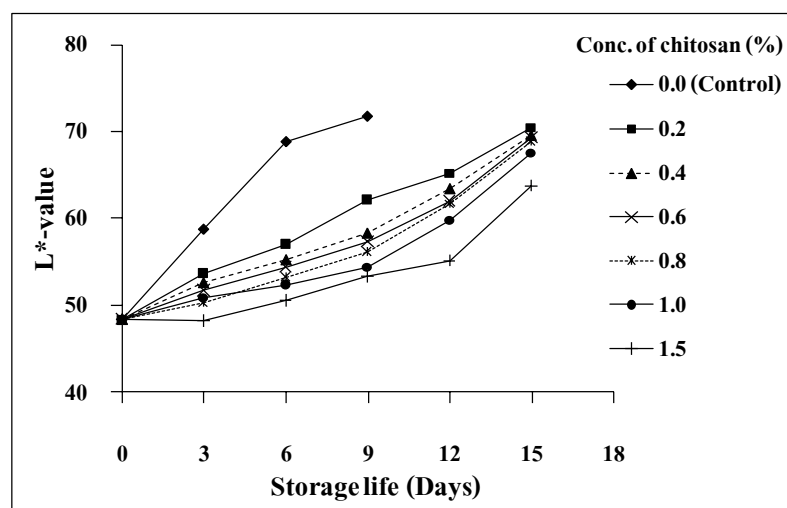 Conc. of chitosan (%)
0.0 (Control)
0.2
0.4
0.6
0.8
1.0
1.5
80
70
60
50
40
L*-value
0 3 6 9 12 15 18
Storage life (Days)